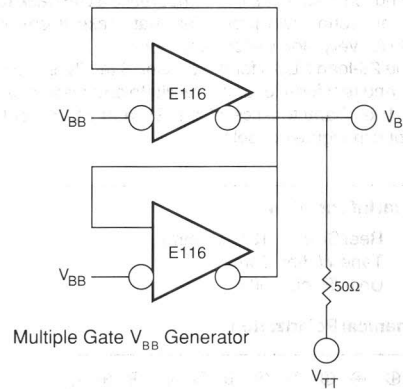 E116
V_BB
V_B
E116
V_BB
50Ω
Multiple Gate V_BB Generator
V_TT